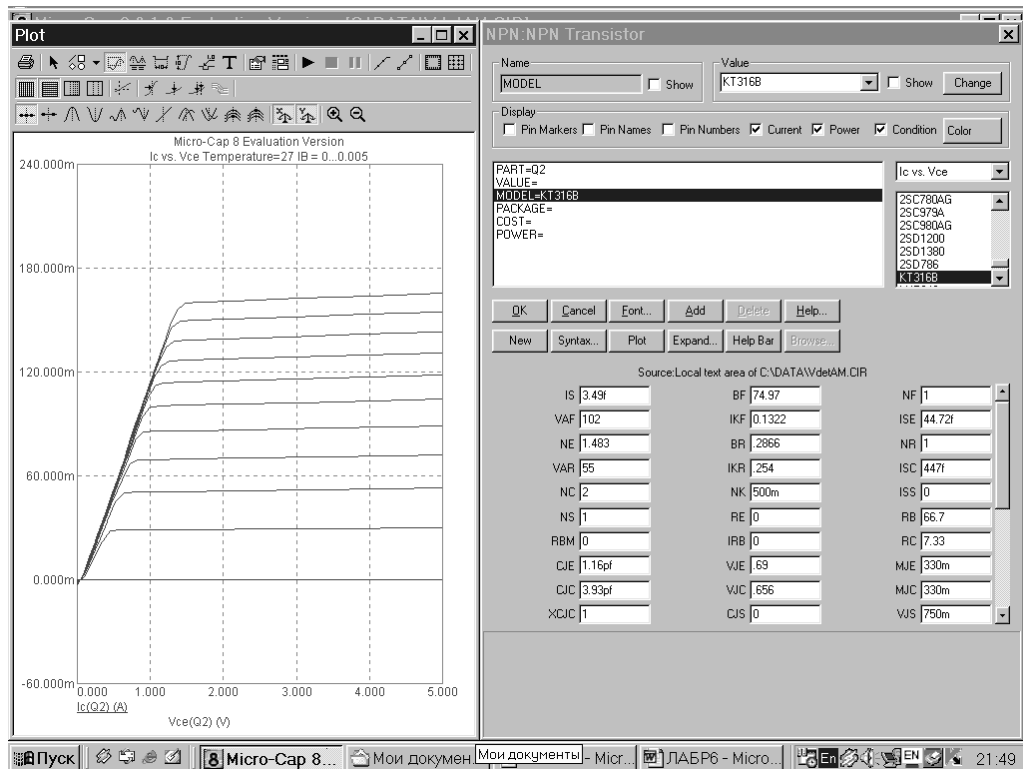 Plot
Micro-Cap 8 Evaluation Version
Ic vs. Vce Temperature=27 IB = 0...0.005
240.000m
180.000m
120.000m
60.000m
0.000m
-60.000m
0.000 1.000 2.000 3.000 4.000 5.000
Ic(Q2) (A)
Vce(Q2) (V)
NPN:NPN Transistor
Name
MODEL
Show
Value
KT316B
Show
Change
Display
Pin Markers Pin Names Pin Numbers Current Power Condition Color
PART=Q2
VALUE=
MODEL=KT316B
PACKAGE=
COST=
POWER=
Ic vs. Vce
2SC780AG
2SC979A
2SC980AG
2SD1200
2SD1380
2SD786
KT316B
OK Cancel Font... Add Delete Help...
New Syntax... Plot Expand... Help Bar Browse...
Source:Local text area of C:\DATA\VdetAM.CIR
IS 3.49f BF 74.97 NF 1
VAF 102 IKF 0.1322 ISE 44.72f
NE 1.483 BR .2866 NR 1
VAR 55 IKR .254 ISC 447f
NC 2 NK 500m ISS 0
NS 1 RE 0 RB 66.7
RBM 0 IRB 0 RC 7.33
CJE 1.16pf VJE .69 MJE 330m
CJC 3.93pf VJC .656 MJC 330m
XCJC 1 CJS 0 VJS 750m
Пуск
8 Micro-Cap 8...
Мои докумен...
Мои документы
- Micr...
ЛАБР6 - Micro...
En
EN
21:49